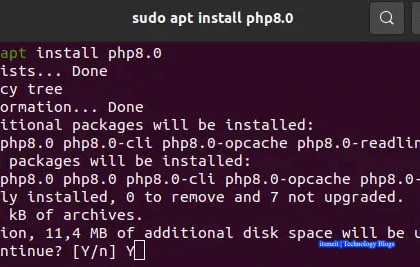 sudo apt install php8.0
apt install php8.0
ists... Done
cy tree
ormation... Done
itional packages will be installed:
php8.0 php8.0-cli php8.0-opcache php8.0-readlin
packages will be installed:
php8.0 php8.0 php8.0-cli php8.0-opcache php8.0-
ly installed, 0 to remove and 7 not upgraded.
kB of archives.
ion, 11,4 MB of additional disk space will be u
itsmeit | Technology Blogs
ntinue? [Y/n] Y